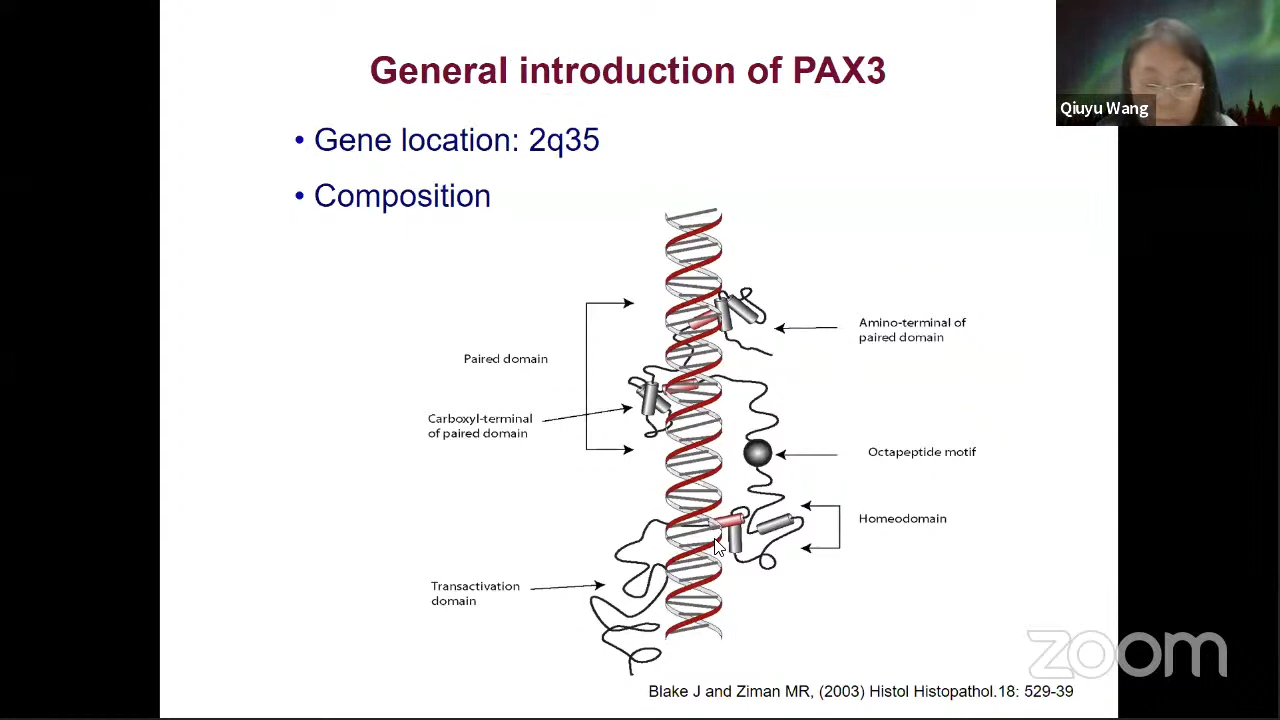 General introduction of PAX3
Qiuyu Wang
• Gene location: 2q35
• Composition
Amino-terminal of
paired domain
Paired domain
Carboxyl-terminal
of paired domain
Octapeptide motif
Homeodomain
Transactivation
domain
zoom
Blake J and Ziman MR, (2003) Histol Histopathol.18: 529-39